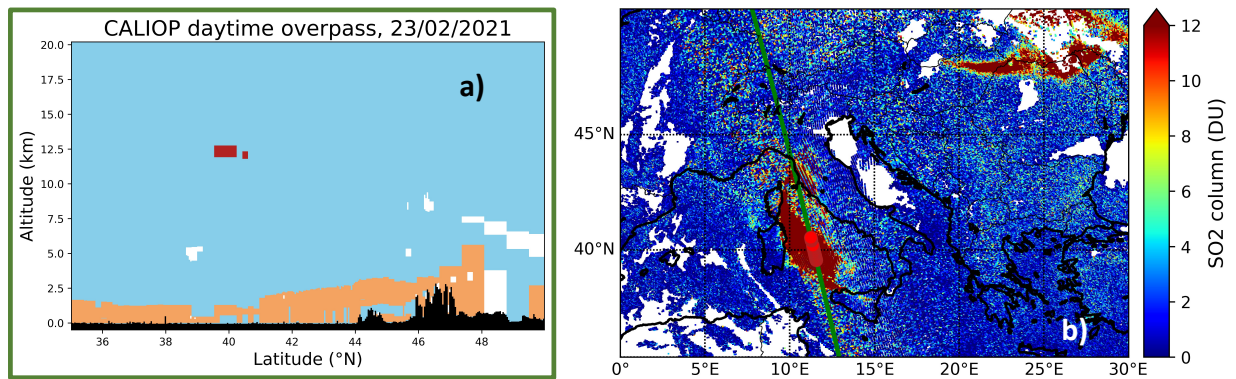 CALIOP daytime overpass, 23/02/2021
a)
Altitude (km)
20.0
17.5
15.0
12.5
10.0
7.5
5.0
2.5
0.0
36
38
40
42
44
46
48
Latitude (°N)
b)
45°N
40°N
0°
5°E
10°E
15°E
20°E
25°E
30°E
12
10
8
6
4
2
0
SO2 column (DU)